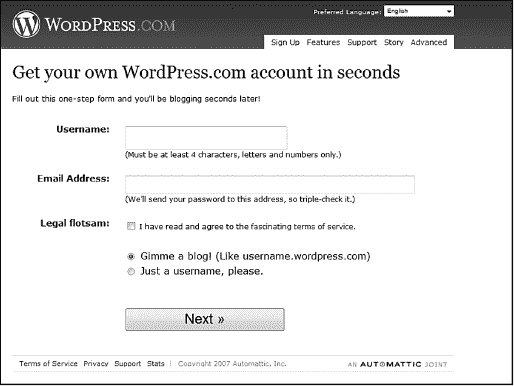 Preferred Language: English
WORDPRESS.COM
Sign Up Features Support Story Advanced
Get your own WordPress.com account in seconds
Fill out this one-step form and you'll be blogging seconds later!
Username:
(Must be at least 4 characters, letters and numbers only.)
Email Address:
(We'll send your password to this address, so triple-check it.)
Legal flotsam:
I have read and agree to the fascinating terms of service.
Gimme a blog! (Like username.wordpress.com)
Just a username, please.
Next »
Terms of Service Privacy Support Stats | Copyright 2007 Automattic, Inc. AN AUTOMATTIC JOINT